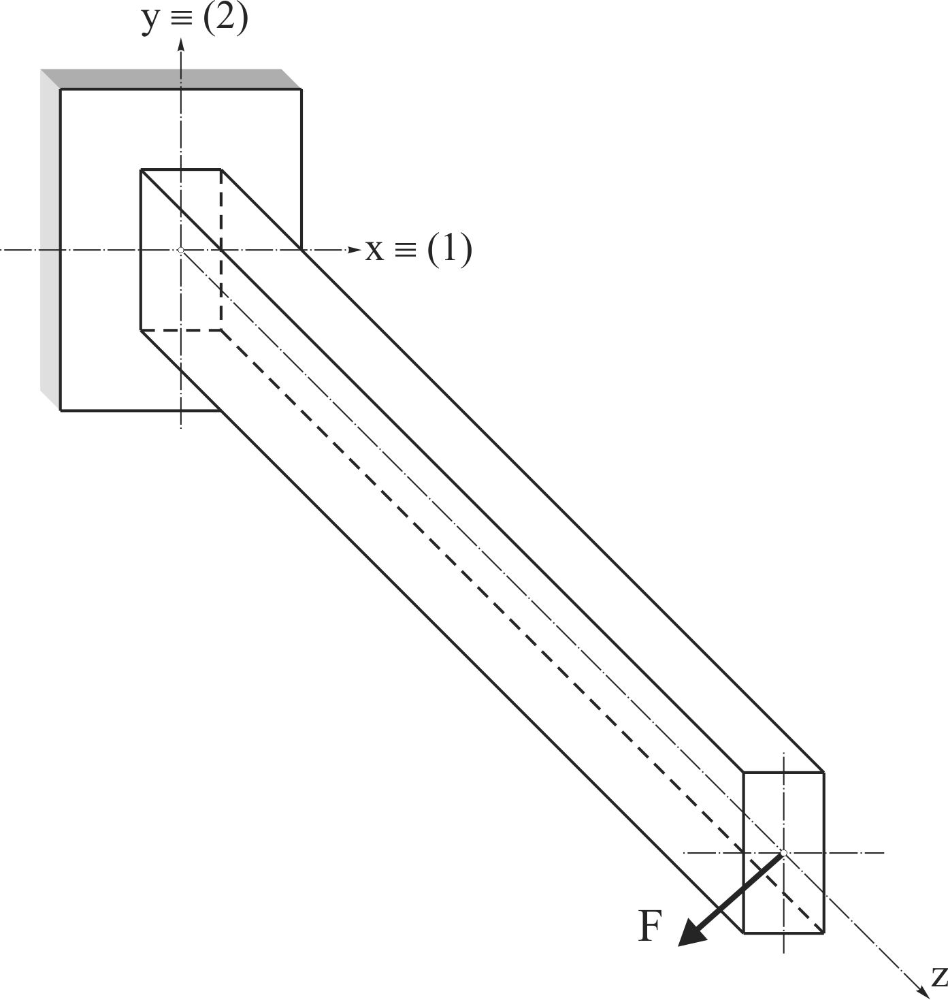 y ≡ (2)
x ≡ (1)
F
z